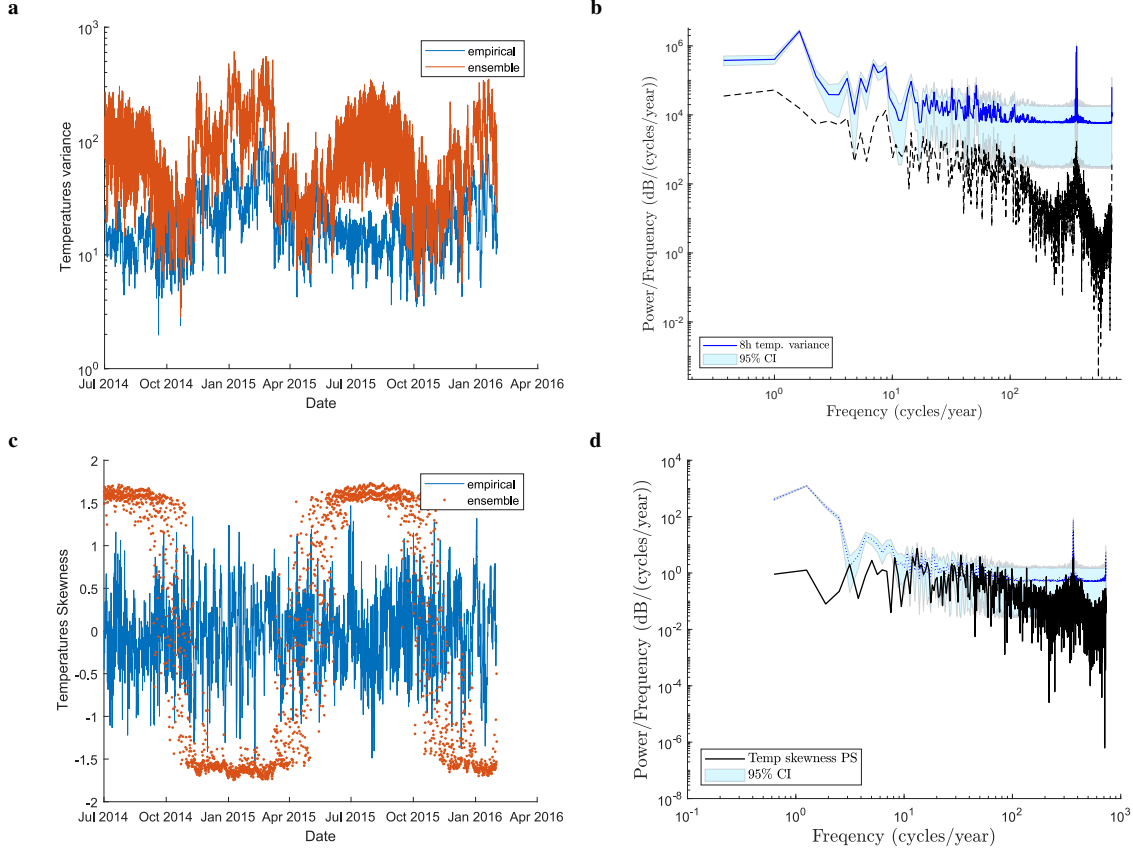 a
Temperatures variance
10^3
10^2
10^1
10^0
empirical
ensemble
Jul 2014 Oct 2014 Jan 2015 Apr 2015 Jul 2015 Oct 2015 Jan 2016 Apr 2016
Date
b
Power/Frequency (dB/(cycles/year))
10^6
10^4
10^2
10^0
10^-2
8h temp. variance
95% CI
10^0 10^1 10^2
Freqency (cycles/year)
c
Temperatures Skewness
2
1.5
1
0.5
0
-0.5
-1
-1.5
-2
empirical
ensemble
Jul 2014 Oct 2014 Jan 2015 Apr 2015 Jul 2015 Oct 2015 Jan 2016 Apr 2016
Date
d
Power/Frequency (dB/(cycles/year))
10^4
10^2
10^0
10^-2
10^-4
10^-6
10^-8
Temp skewness PS
95% CI
10^-1 10^0 10^1 10^2 10^3
Freqency (cycles/year)